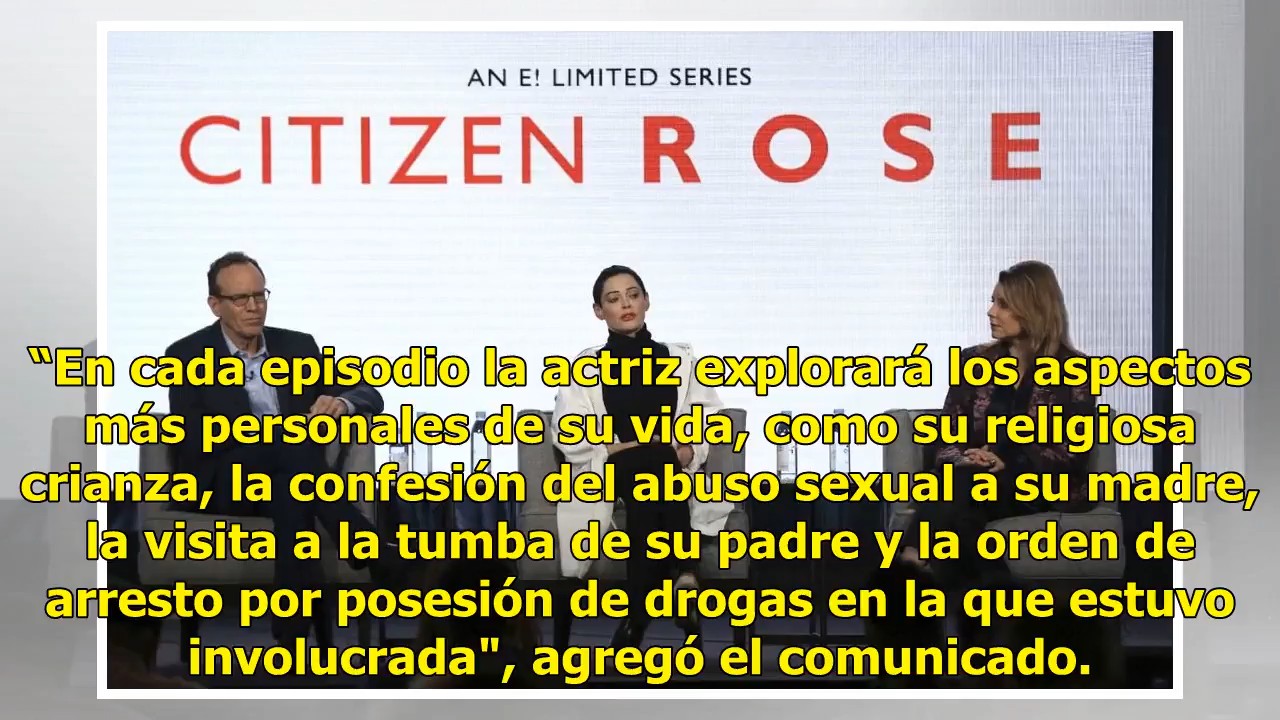 AN E! LIMITED SERIES
CITIZEN ROSE
“En cada episodio la actriz explorará los aspectos
más personales de su vida, como su religiosa
crianza, la confesión del abuso sexual a su madre,
la visita a la tumba de su padre y la orden de
arresto por posesión de drogas en la que estuvo
involucrada", agregó el comunicado.